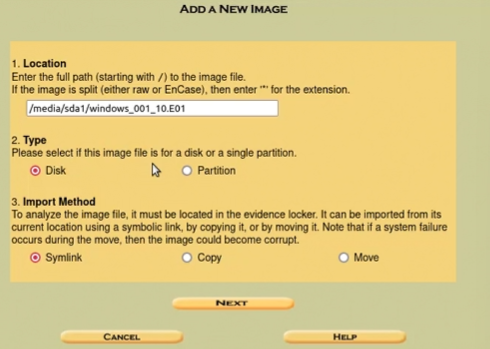 ADD A NEW IMAGE
1. Location
Enter the full path (starting with /) to the image file.
If the image is split (either raw or EnCase), then enter '*' for the extension.
/media/sda1/windows_001_10.E01
2. Type
Please select if this image file is for a disk or a single partition.
Disk Partition
3. Import Method
To analyze the image file, it must be located in the evidence locker. It can be imported from its
current location using a symbolic link, by copying it, or by moving it. Note that if a system failure
occurs during the move, then the image could become corrupt.
Symlink Copy Move
NEXT
CANCEL HELP